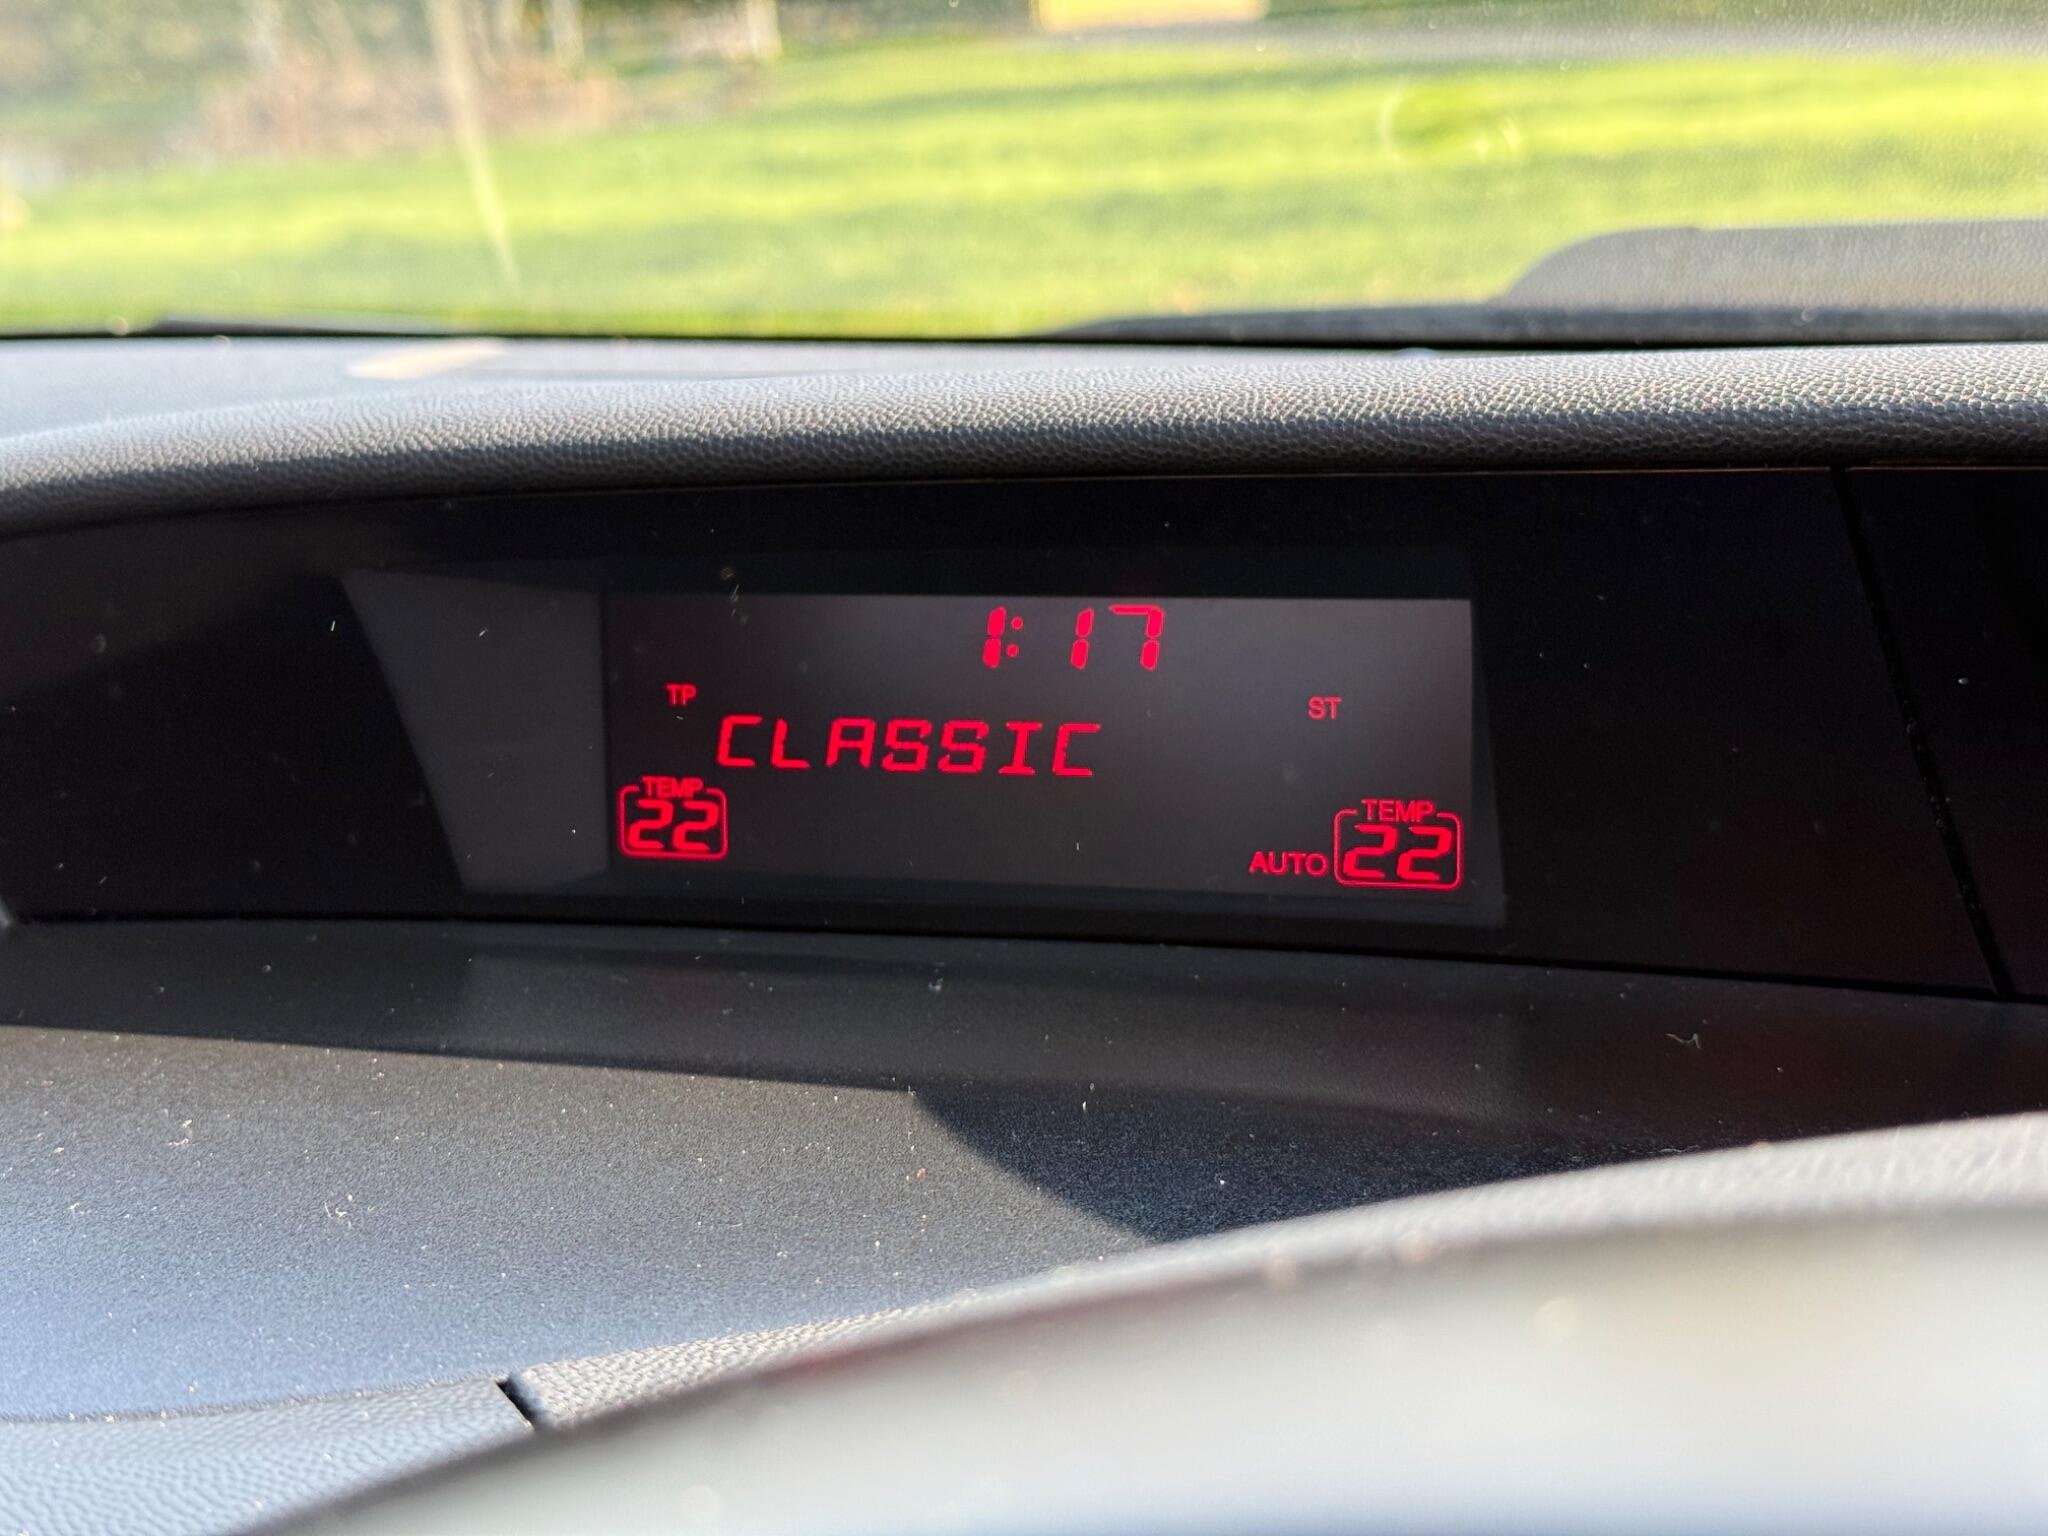 1:17
TP ST
CLASSIC
TEMP TEMP
22 AUTO 22